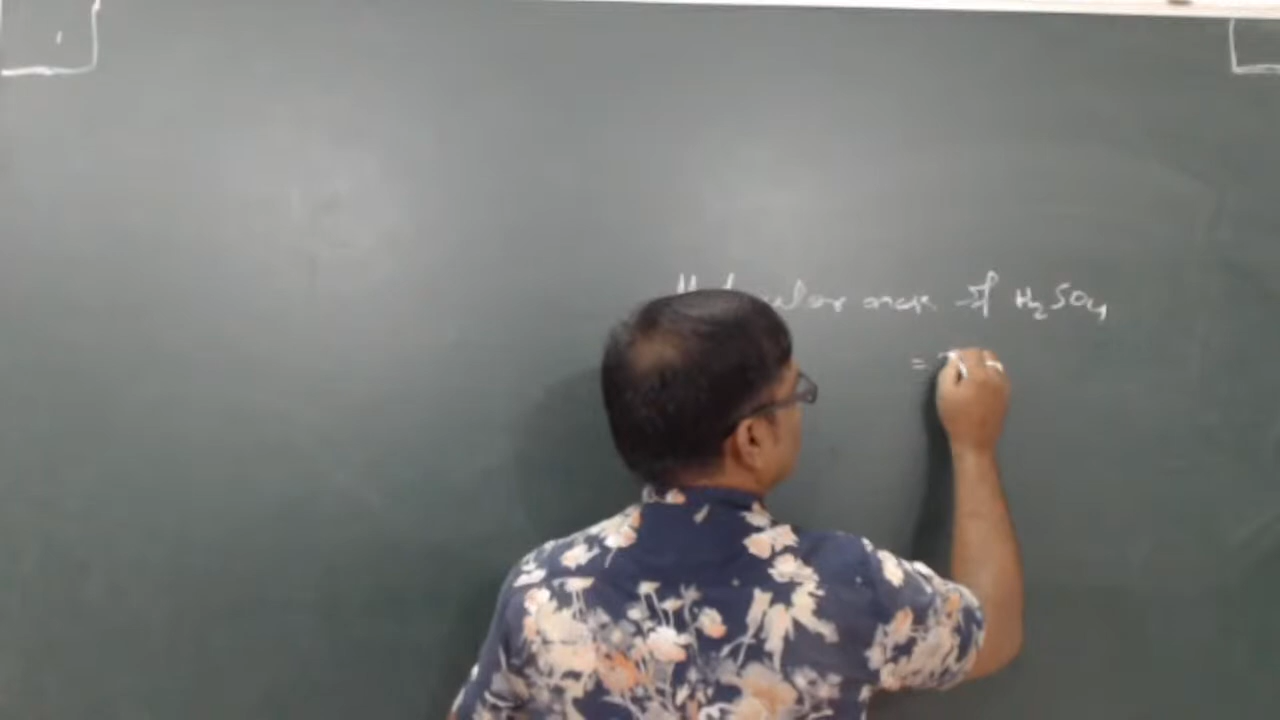 Molecular mass of H₂SO₄
=